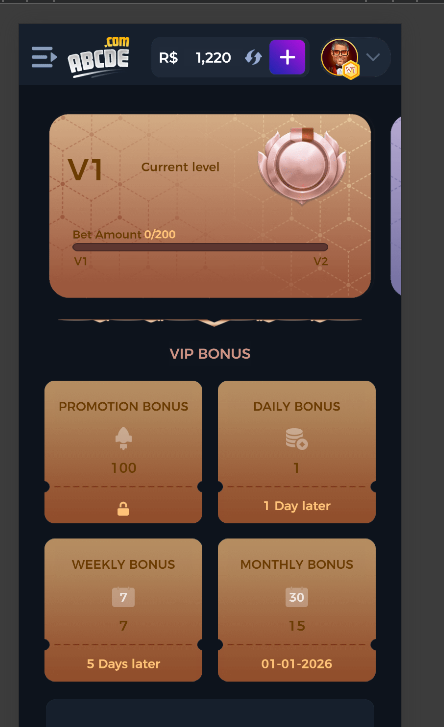 .com
ABCDE
R$ 1,220
V1
Current level
Bet Amount 0/200
V1 V2
VIP BONUS
PROMOTION BONUS DAILY BONUS
100 1
1 Day later
WEEKLY BONUS MONTHLY BONUS
7 30
7 15
5 Days later 01-01-2026